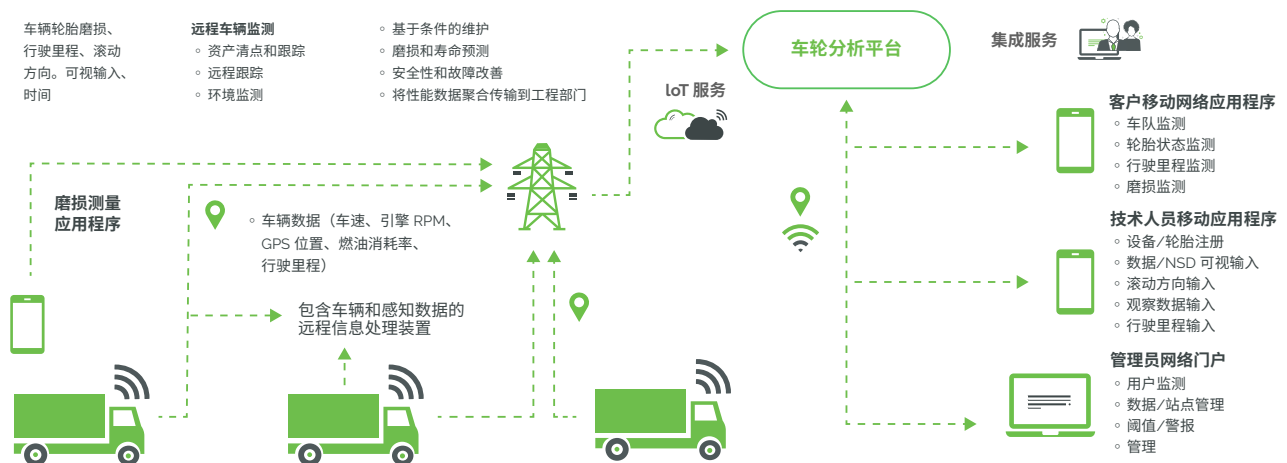 车辆轮胎磨损、
行驶里程、滚动
方向。可视输入、
时间
远程车辆监测
◦ 资产清点和跟踪
◦ 远程跟踪
◦ 环境监测
◦ 基于条件的维护
◦ 磨损和寿命预测
◦ 安全性和故障改善
◦ 将性能数据聚合传输到工程部门
车轮分析平台
集成服务
loT 服务
客户移动网络应用程序
◦ 车队监测
◦ 轮胎状态监测
◦ 行驶里程监测
◦ 磨损监测
磨损测量
应用程序
◦ 车辆数据（车速、引擎 RPM、
GPS 位置、燃油消耗率、
行驶里程）
技术人员移动应用程序
◦ 设备/轮胎注册
◦ 数据/NSD 可视输入
◦ 滚动方向输入
◦ 观察数据输入
◦ 行驶里程输入
包含车辆和感知数据的
远程信息处理装置
管理员网络门户
◦ 用户监测
◦ 数据/站点管理
◦ 阈值/警报
◦ 管理